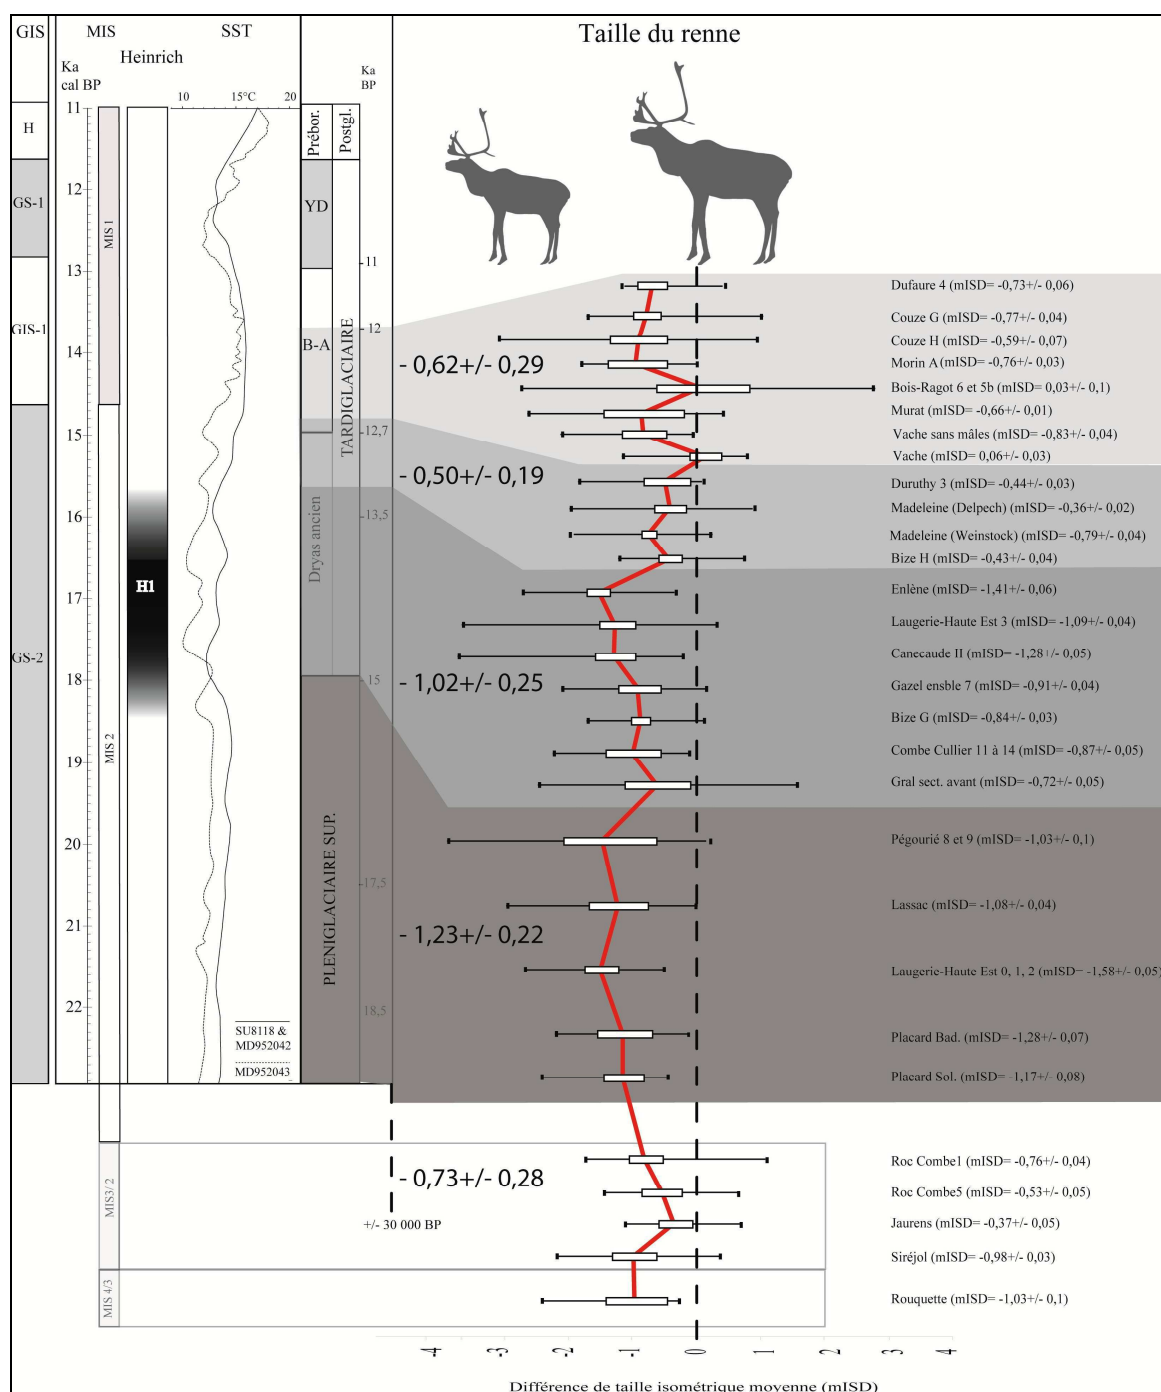 GIS
MIS
SST
Taille du renne
Heinrich
Ka
cal BP
Ka
BP
10 15°C 20
11
12
13
14
15
16
17
18
19
20
21
22
H
GS-1
GIS-1
GS-2
MIS 1
MIS 2
MIS3/2
MIS 4/3
H1
SU8118 &
MD952042
MD952043
Prébor.
Postgl.
YD
B-A
TARDIGLACIAIRE
Dryas ancien
PLENIGLACIAIRE SUP.
11
12
12,7
13,5
15
17,5
18,5
+/- 30 000 BP
- 0,62+/- 0,29
- 0,50+/- 0,19
- 1,02+/- 0,25
- 1,23+/- 0,22
- 0,73+/- 0,28
Dufaure 4 (mISD= -0,73+/- 0,06)
Couze G (mISD= -0,77+/- 0,04)
Couze H (mISD= -0,59+/- 0,07)
Morin A (mISD= -0,76+/- 0,03)
Bois-Ragot 6 et 5b (mISD= 0,03+/- 0,1)
Murat (mISD= -0,66+/- 0,01)
Vache sans mâles (mISD= -0,83+/- 0,04)
Vache (mISD= 0,06+/- 0,03)
Duruthy 3 (mISD= -0,44+/- 0,03)
Madeleine (Delpech) (mISD= -0,36+/- 0,02)
Madeleine (Weinstock) (mISD= -0,79+/- 0,04)
Bize H (mISD= -0,43+/- 0,04)
Enlène (mISD= -1,41+/- 0,06)
Laugerie-Haute Est 3 (mISD= -1,09+/- 0,04)
Canecaude II (mISD= -1,28+/- 0,05)
Gazel ensble 7 (mISD= -0,91+/- 0,04)
Bize G (mISD= -0,84+/- 0,03)
Combe Cullier 11 à 14 (mISD= -0,87+/- 0,05)
Gral sect. avant (mISD= -0,72+/- 0,05)
Pégourié 8 et 9 (mISD= -1,03+/- 0,1)
Lassac (mISD= -1,08+/- 0,04)
Laugerie-Haute Est 0, 1, 2 (mISD= -1,58+/- 0,05)
Placard Bad. (mISD= -1,28+/- 0,07)
Placard Sol. (mISD= -1,17+/- 0,08)
Roc Combe1 (mISD= -0,76+/- 0,04)
Roc Combe5 (mISD= -0,53+/- 0,05)
Jaurens (mISD= -0,37+/- 0,05)
Siréjol (mISD= -0,98+/- 0,03)
Rouquette (mISD= -1,03+/- 0,1)
-4 -3 -2 -1 0 1 2 3 4
Différence de taille isométrique moyenne (mISD)